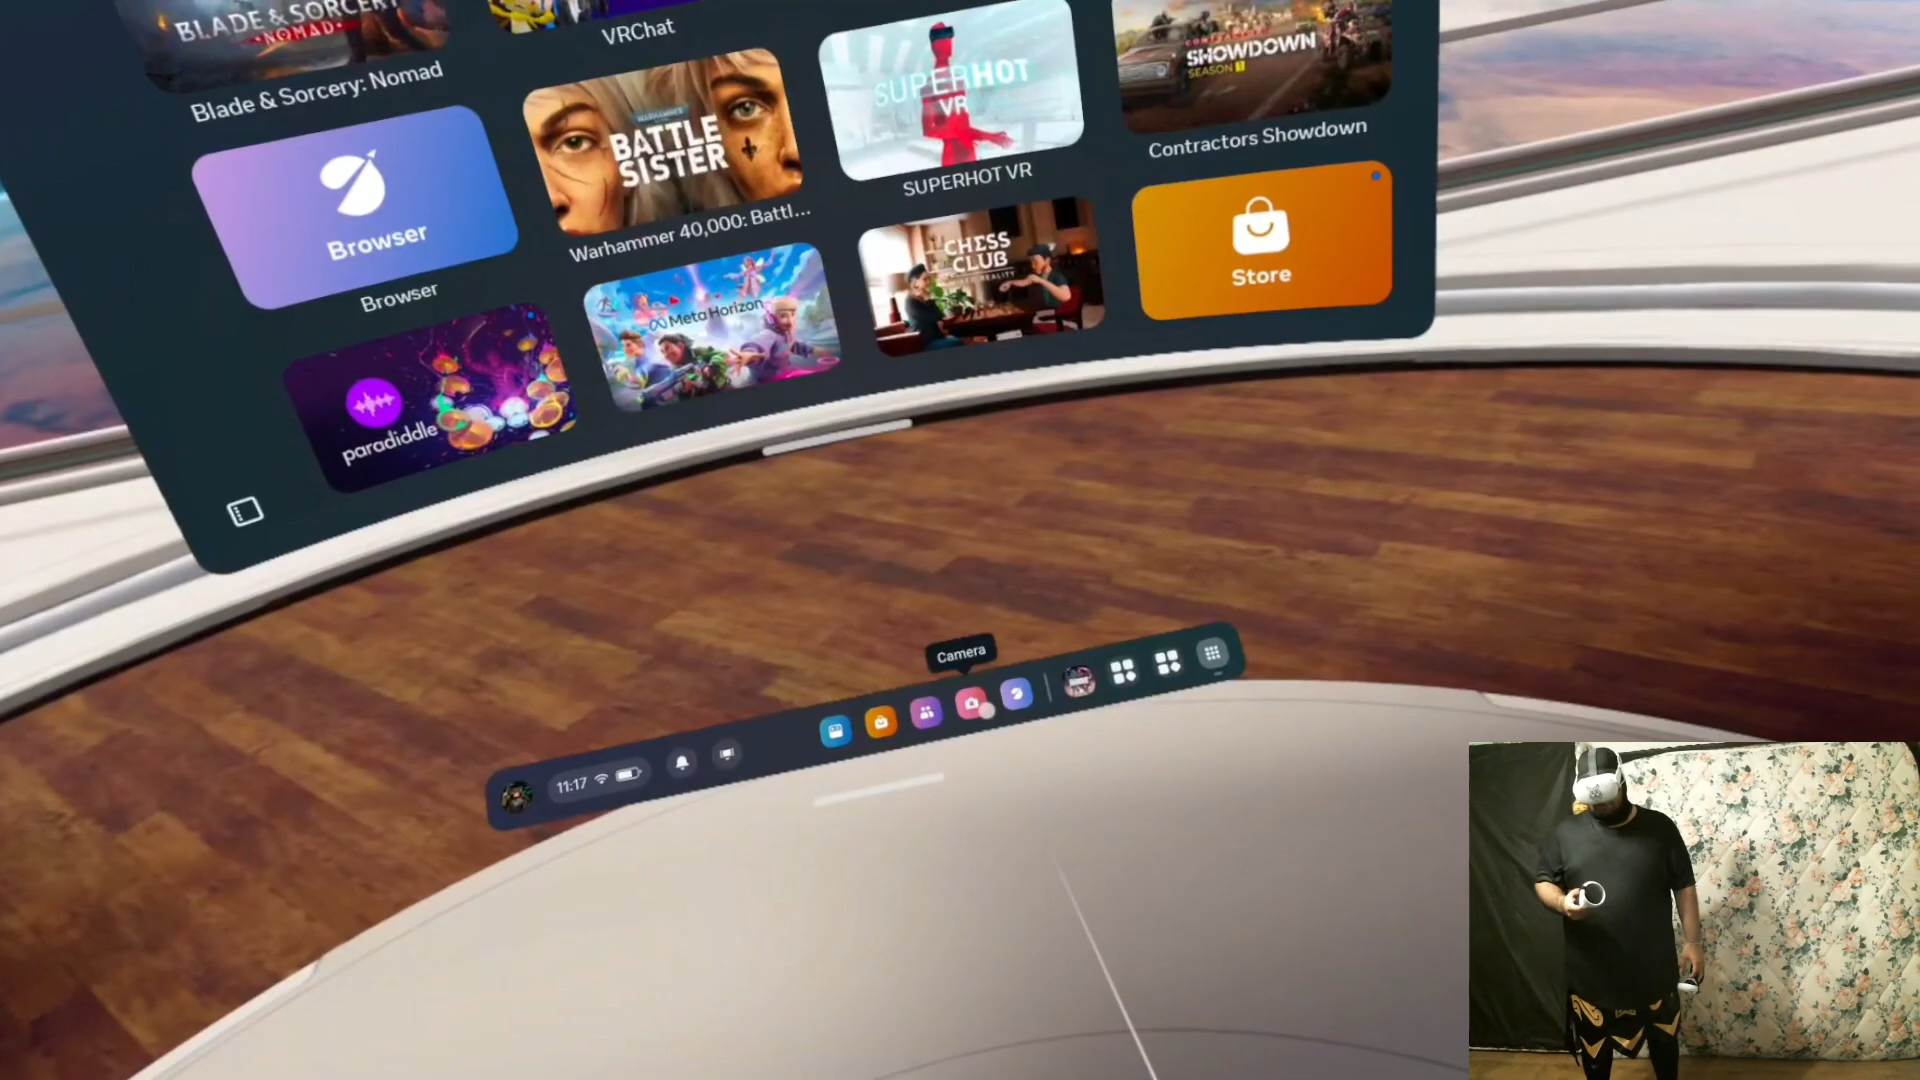 BLADE & SORCERY
NOMAD
Blade & Sorcery: Nomad
VRChat
SUPERHOT
VR
SUPERHOT VR
SHOWDOWN
SEASON 1
Contractors Showdown
Browser
Browser
WARHAMMER
BATTLE
SISTER
Warhammer 40,000: Battl...
paradiddle
Meta Horizon
CHESS
CLUB
Store
Camera
11:17